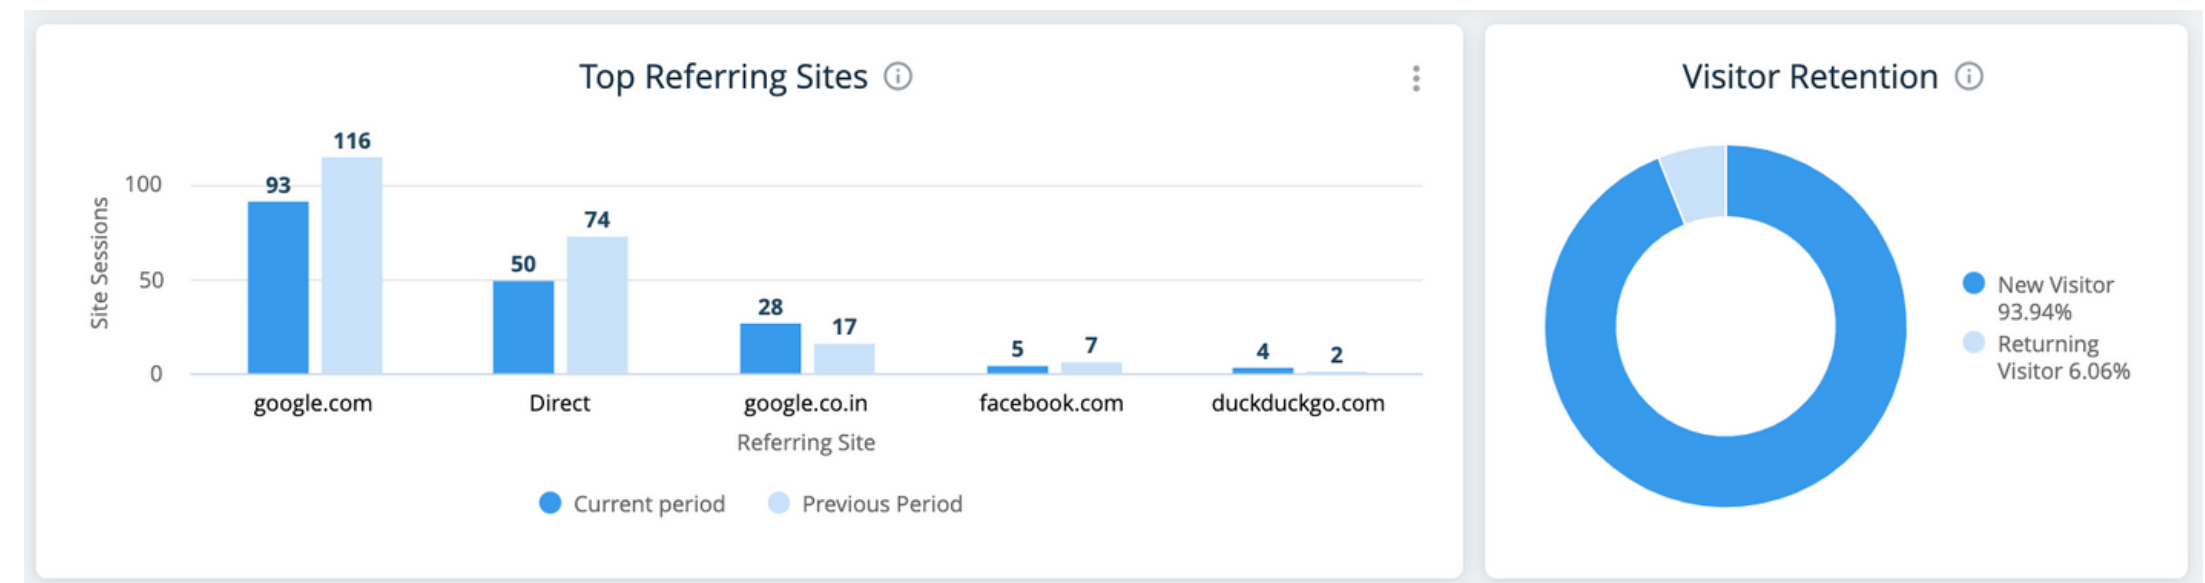 Top Referring Sites
Site Sessions
100
50
0
93
116
50
74
28
17
5
7
4
2
google.com
Direct
google.co.in
facebook.com
duckduckgo.com
Referring Site
Current period
Previous Period
Visitor Retention
New Visitor
93.94%
Returning
Visitor 6.06%